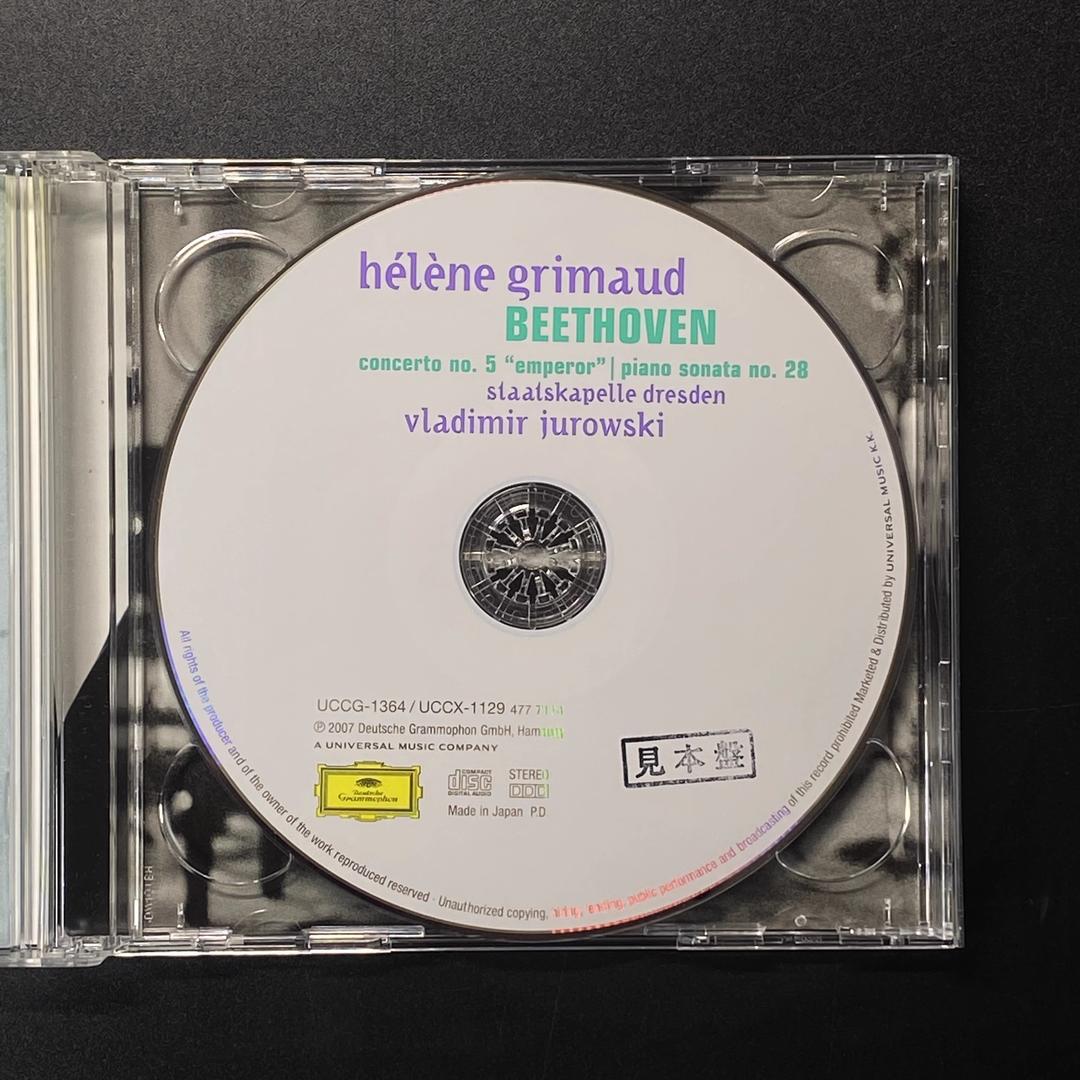 hélène grimaud
BEETHOVEN
concerto no. 5 “emperor” | piano sonata no. 28
staatskapelle dresden
vladimir jurowski
UCCG-1364 / UCCX-1129 477
℗ 2007 Deutsche Grammophon GmbH,
A UNIVERSAL MUSIC COMPANY
Deutsche
Grammophon
COMPACT
disc
DIGITAL AUDIO
STEREO
DDD
Made in Japan P.D.
見本盤
All rights of the producer and of the owner of the work reproduced reserved · Unauthorized copying, public performance and broadcasting of this record prohibited Marketed & Distributed by UNIVERSAL MUSIC K.K.